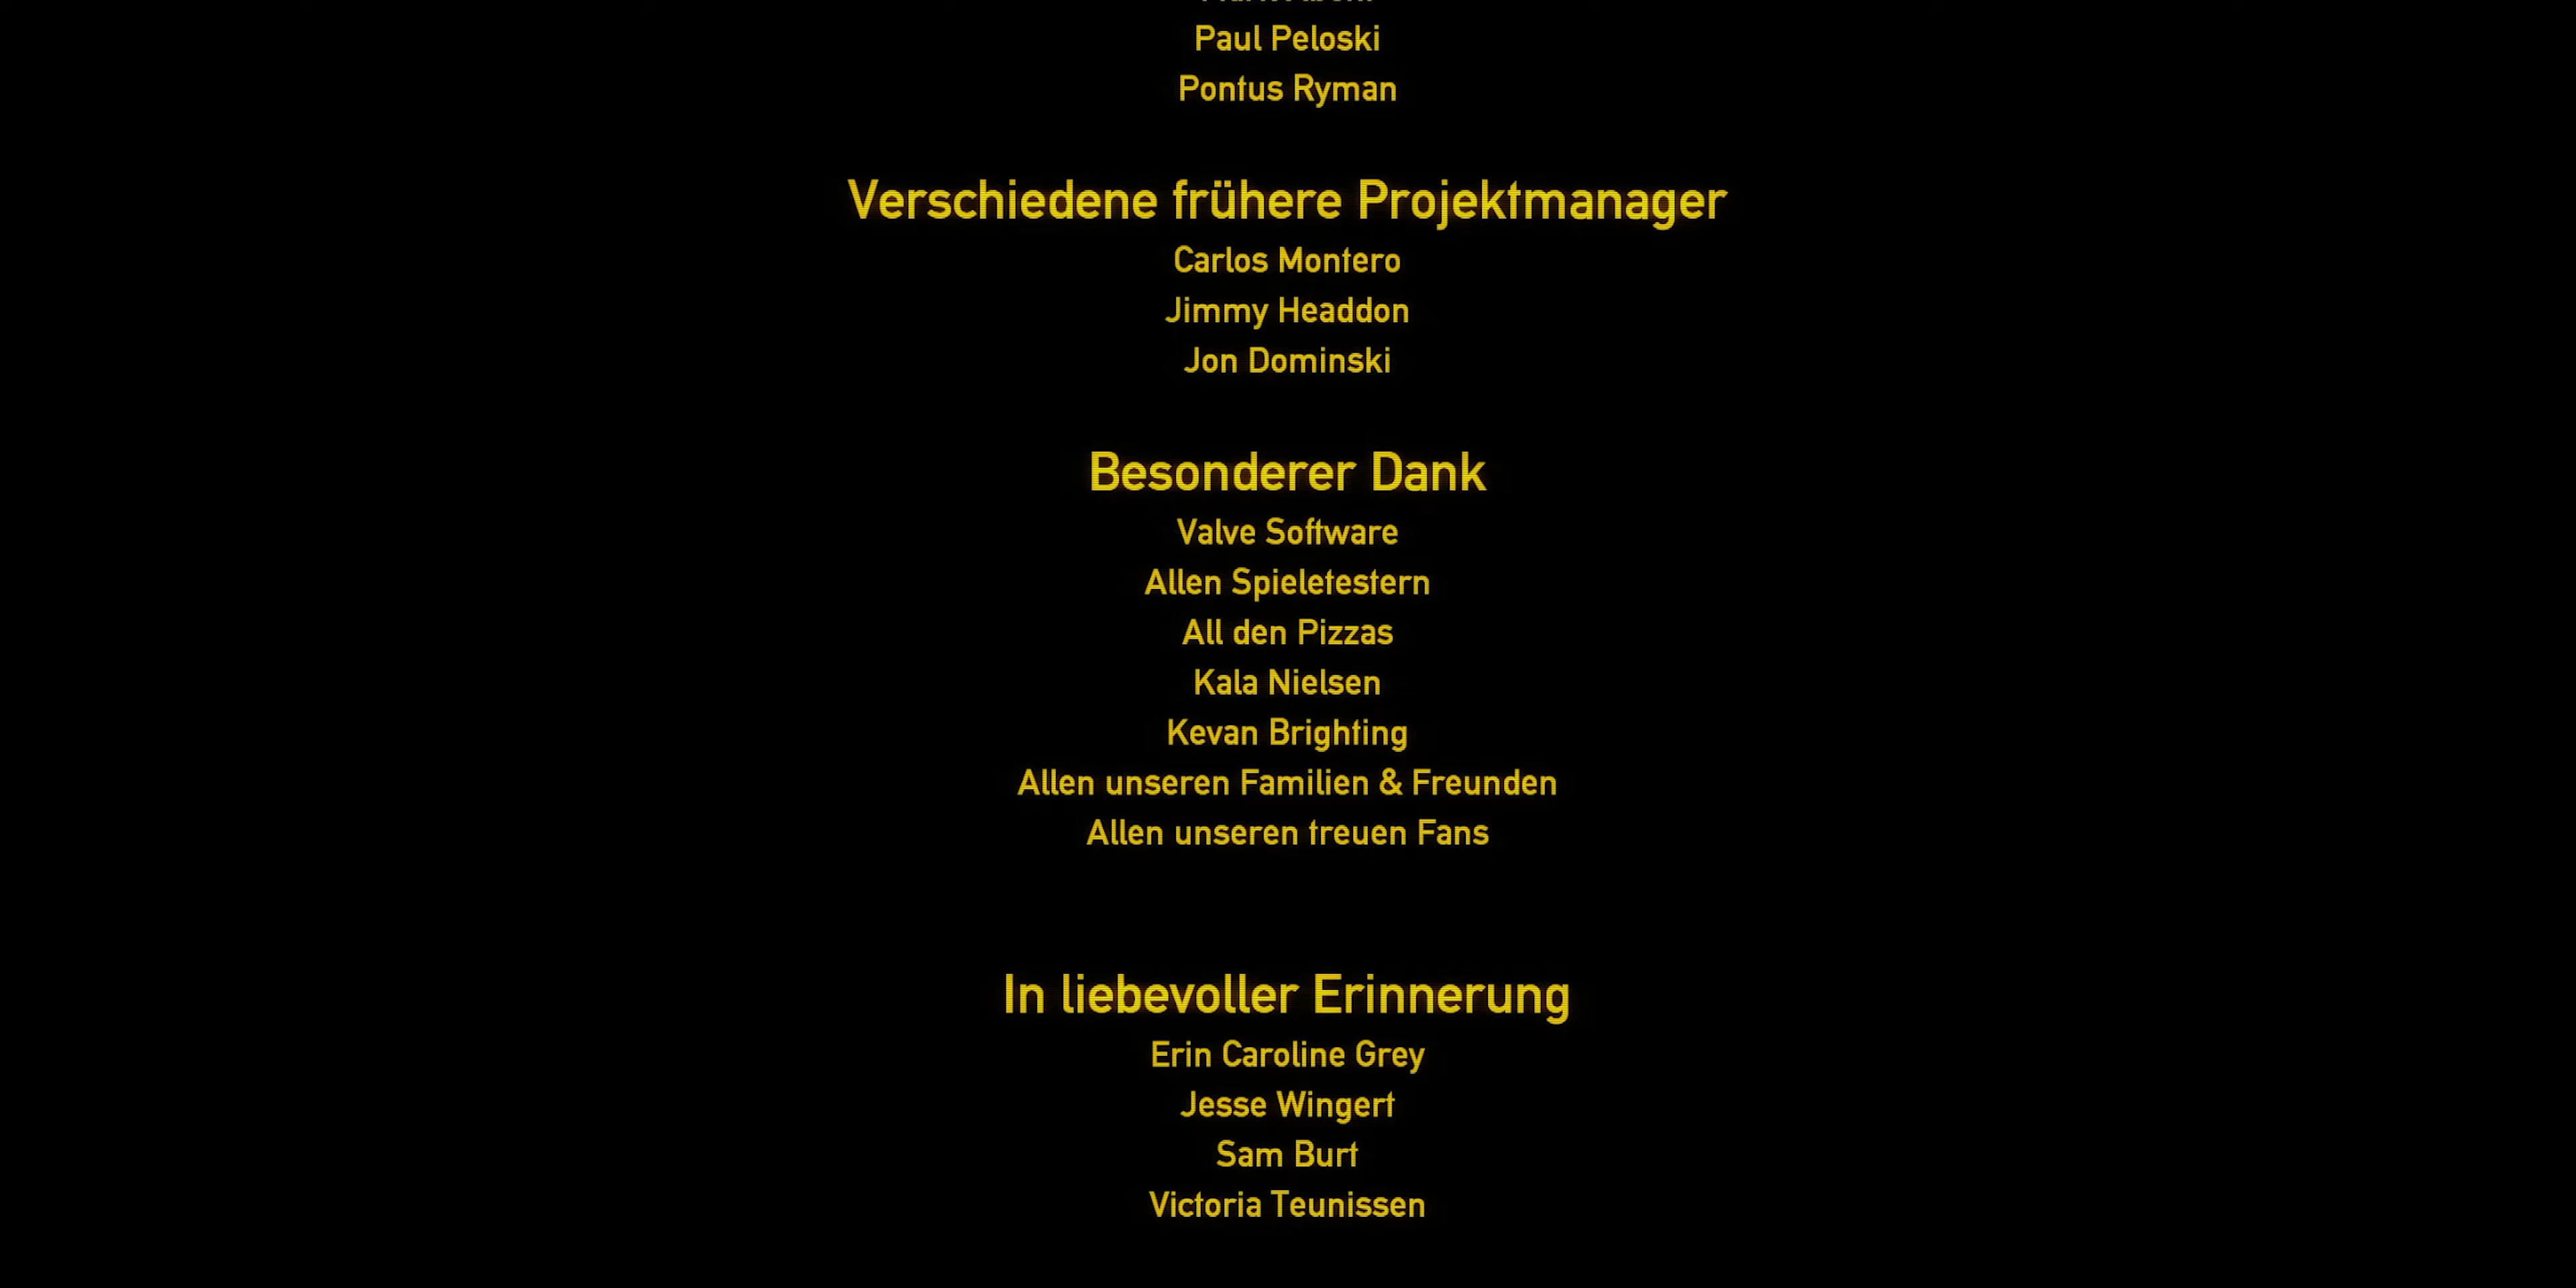 Paul Peloski
Pontus Ryman
Verschiedene frühere Projektmanager
Carlos Montero
Jimmy Headdon
Jon Dominski
Besonderer Dank
Valve Software
Allen Spieletestern
All den Pizzas
Kala Nielsen
Kevan Brighting
Allen unseren Familien & Freunden
Allen unseren treuen Fans
In liebevoller Erinnerung
Erin Caroline Grey
Jesse Wingert
Sam Burt
Victoria Teunissen